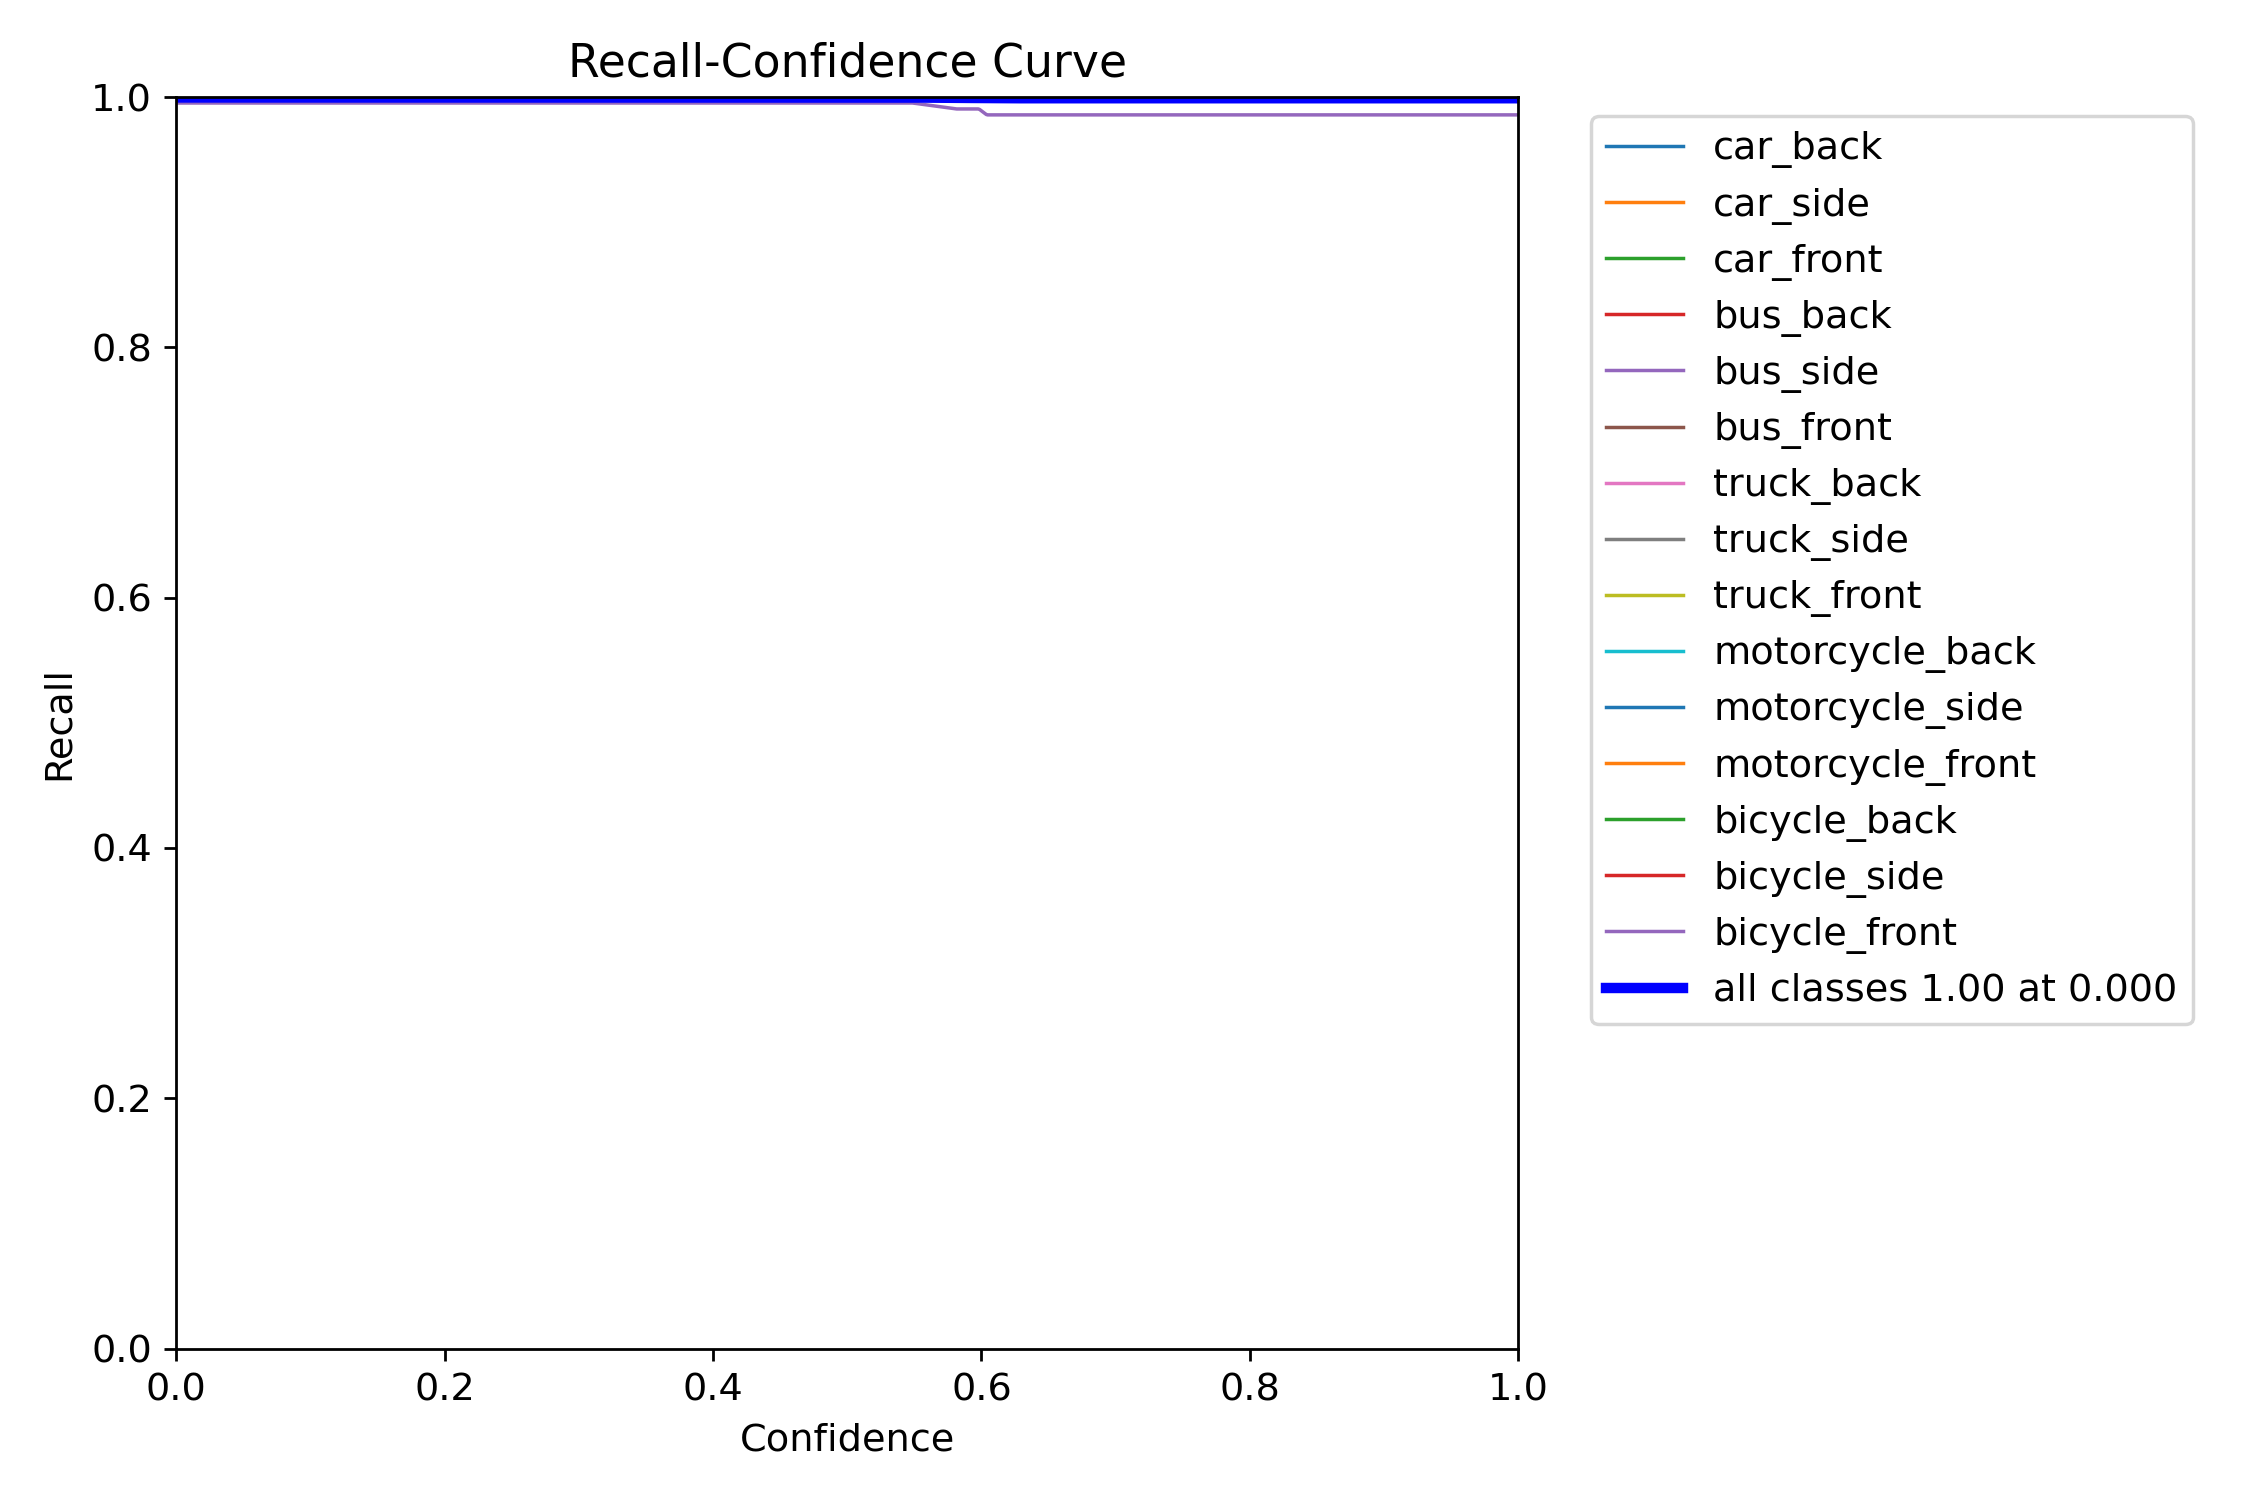 Recall-Confidence Curve
1.0
0.8
0.6
0.4
0.2
0.0
Recall
0.0 0.2 0.4 0.6 0.8 1.0
Confidence
car_back
car_side
car_front
bus_back
bus_side
bus_front
truck_back
truck_side
truck_front
motorcycle_back
motorcycle_side
motorcycle_front
bicycle_back
bicycle_side
bicycle_front
all classes 1.00 at 0.000